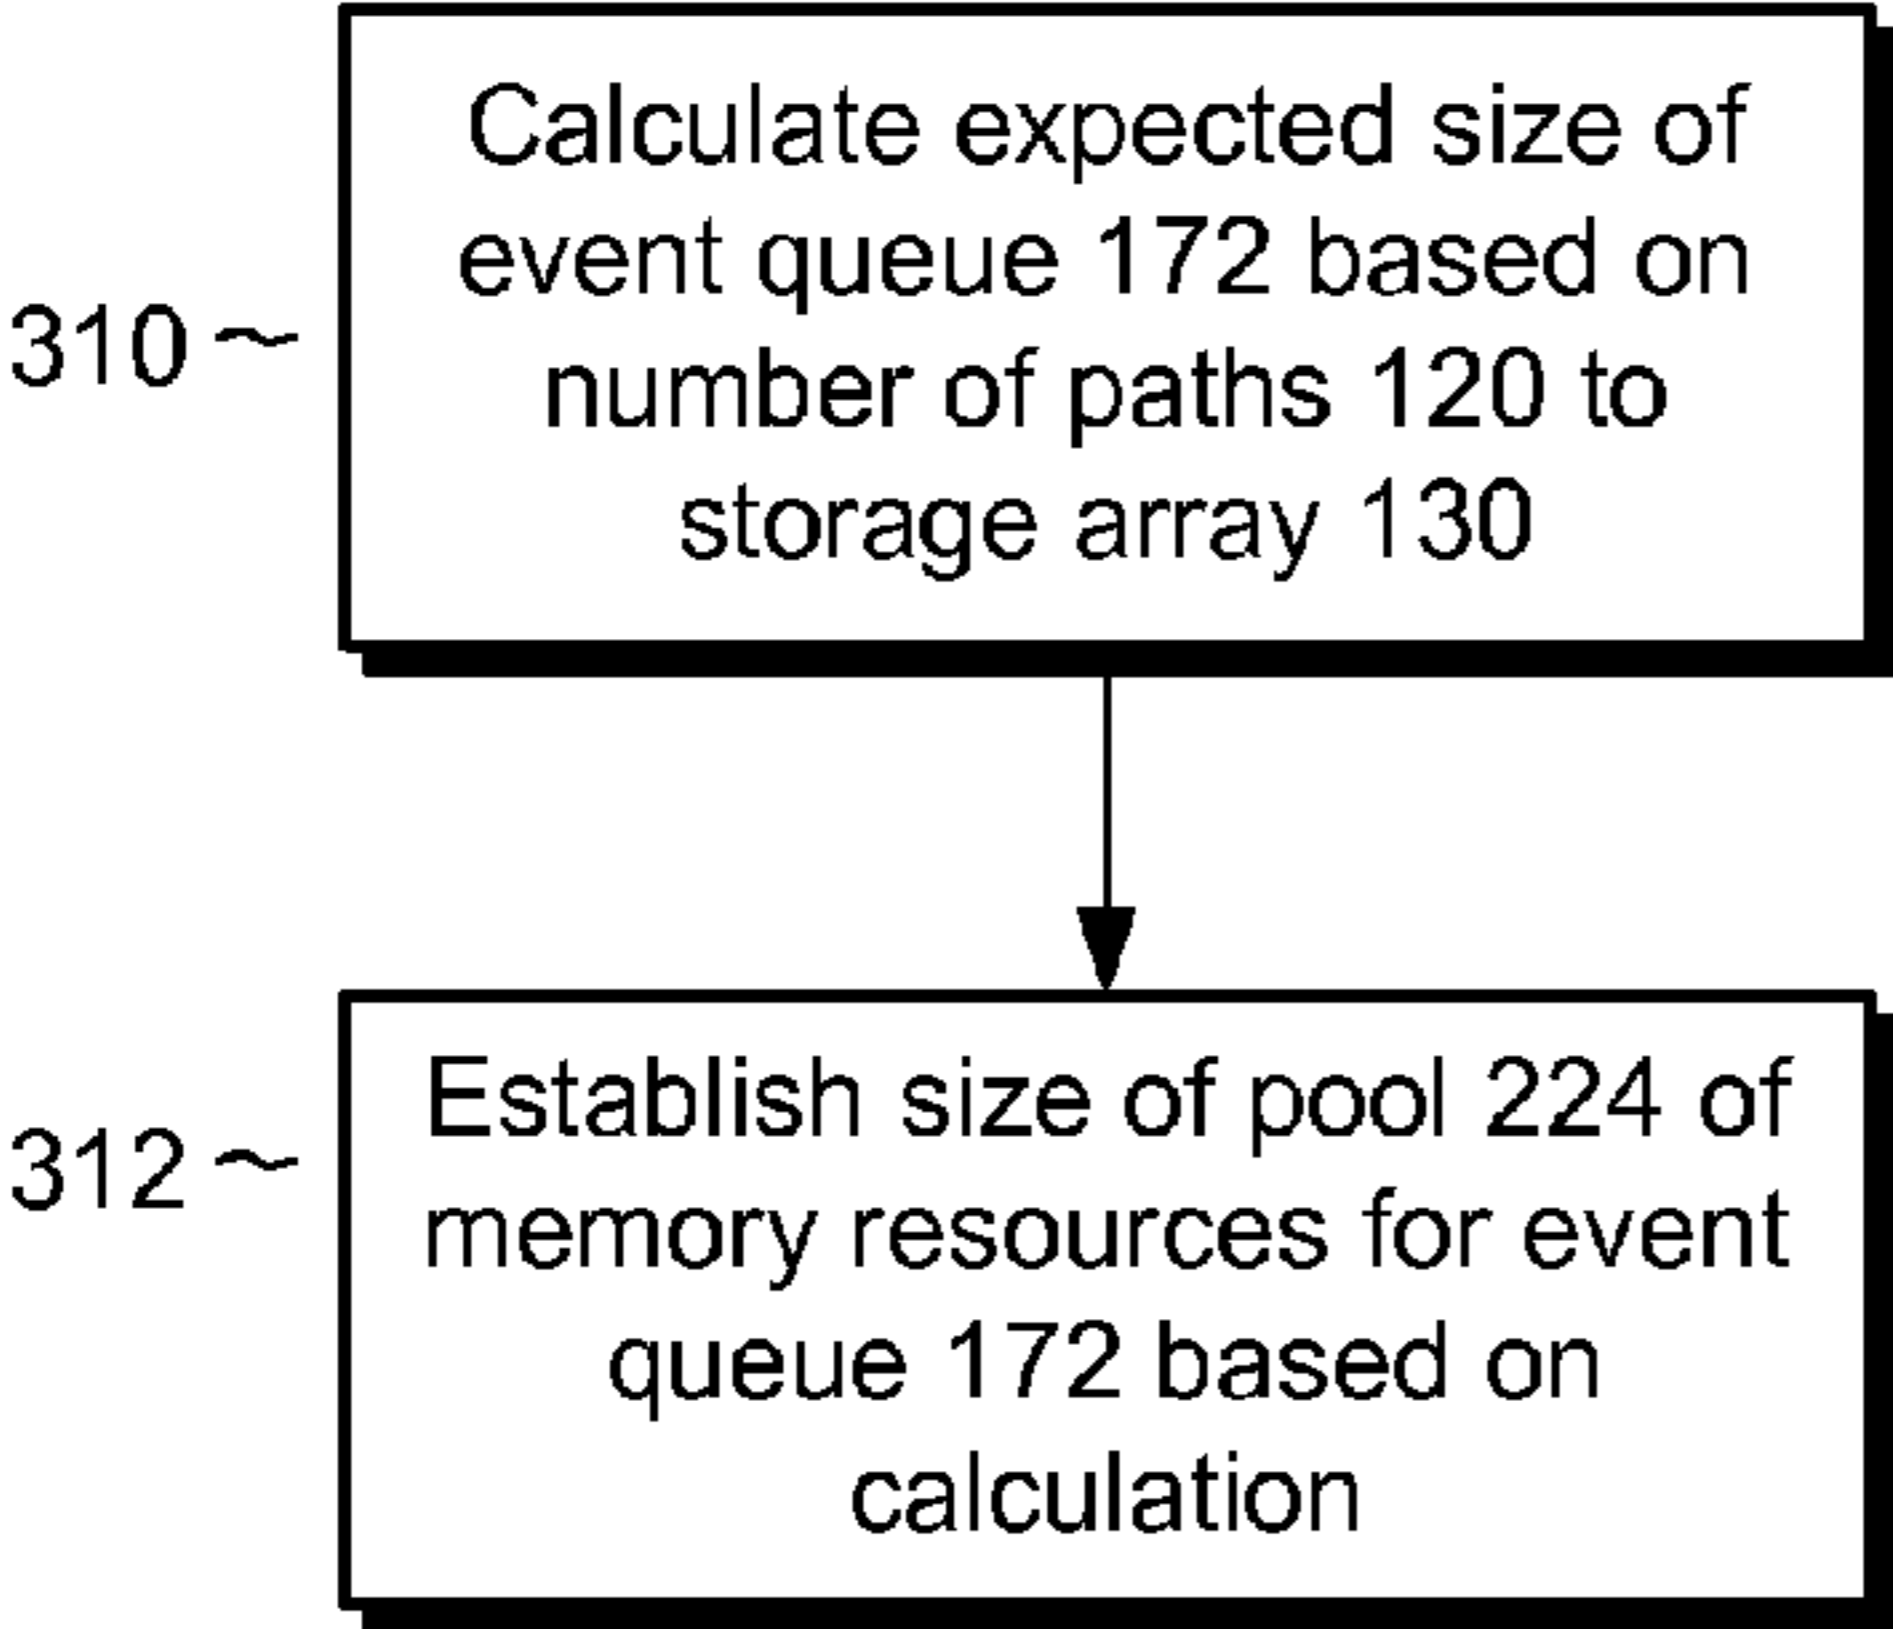 Calculate expected size of
event queue 172 based on
number of paths 120 to
storage array 130
310 ~
Establish size of pool 224 of
memory resources for event
queue 172 based on
calculation
312 ~